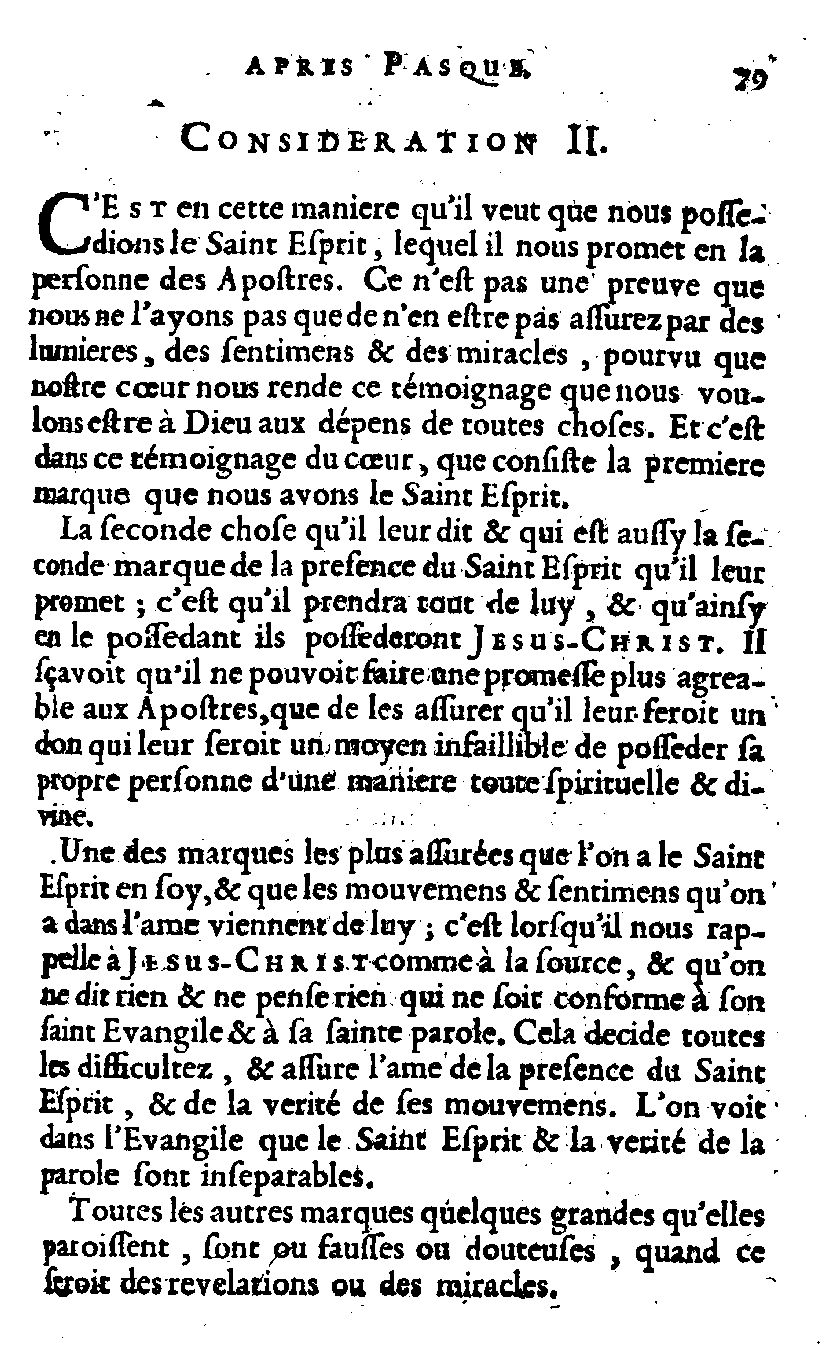 APRES PASQUE. 79
CONSIDERATION II.
C'EST en cette maniere qu'il veut que nous posſe-
dions le Saint Eſprit, lequel il nous promet en la
perſonne des Apoſtres. Ce n'eſt pas une preuve que
nous ne l'ayons pas que de n'en eſtre pas aſſurez par des
lumieres, des ſentimens & des miracles, pourvu que
noſtre cœur nous rende ce témoignage que nous vou-
lons eſtre à Dieu aux dépens de toutes choſes. Et c'eſt
dans ce témoignage du cœur, que conſiſte la premiere
marque que nous avons le Saint Eſprit.
La ſeconde choſe qu'il leur dit & qui eſt auſſy la ſe-
conde marque de la preſence du Saint Eſprit qu'il leur
promet ; c'eſt qu'il prendra tout de luy, & qu'ainſy
en le poſſedant ils poſſederont JESUS-CHRIST. Il
ſçavoit qu'il ne pouvoit faire une promeſſe plus agrea-
ble aux Apoſtres, que de les aſſurer qu'il leur feroit un
don qui leur ſeroit un moyen infaillible de poſſeder ſa
propre perſonne d'une maniere toute ſpirituelle & di-
vine.
Une des marques les plus aſſurées que l'on a le Saint
Eſprit en ſoy, & que les mouvemens & ſentimens qu'on
a dans l'ame viennent de luy ; c'eſt lorſqu'il nous rap-
pelle à JESUS-CHRIST comme à la ſource, & qu'on
ne dit rien & ne penſe rien qui ne ſoit conforme à ſon
ſaint Evangile & à ſa ſainte parole. Cela decide toutes
les difficultez, & aſſure l'ame de la preſence du Saint
Eſprit, & de la verité de ſes mouvemens. L'on voit
dans l'Evangile que le Saint Eſprit & la verité de la
parole ſont inſeparables.
Toutes les autres marques quelques grandes qu'elles
paroiſſent, ſont ou fauſſes ou douteuſes, quand ce
ſeroit des revelations ou des miracles.